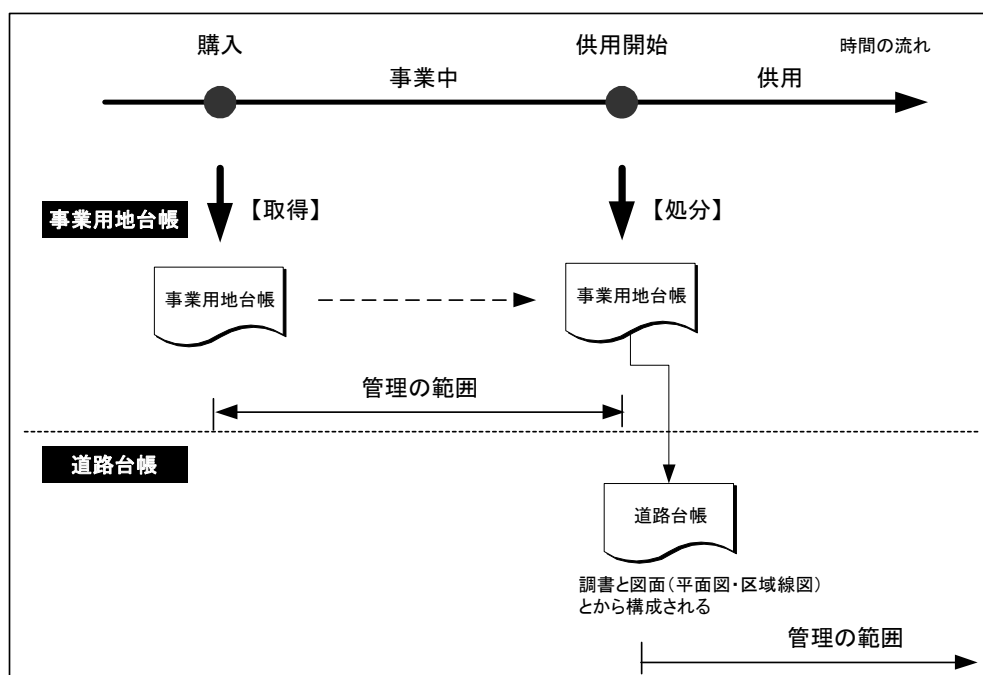 購入
供用開始
時間の流れ
事業中
供用
事業用地台帳
【取得】
【処分】
事業用地台帳
事業用地台帳
管理の範囲
道路台帳
道路台帳
調書と図面(平面図・区域線図)
とから構成される
管理の範囲